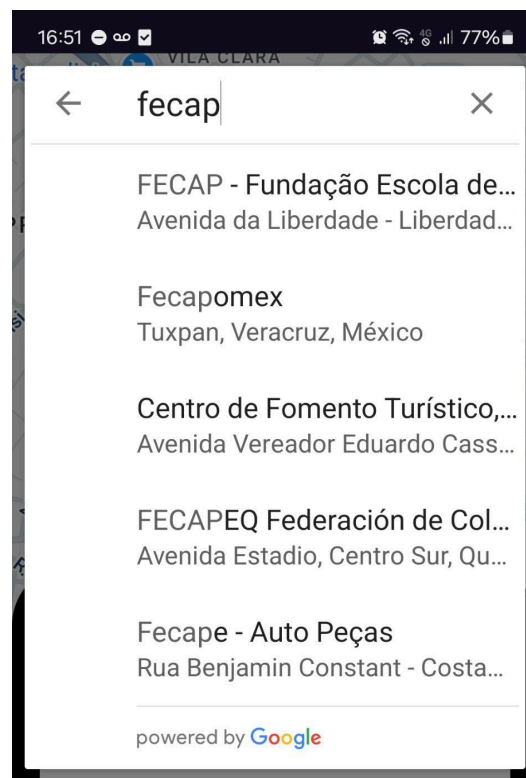 16:51 4G 77%
VILA CLARA
fecap
FECAP - Fundação Escola de...
Avenida da Liberdade - Liberdad...
Fecapomex
Tuxpan, Veracruz, México
Centro de Fomento Turístico,...
Avenida Vereador Eduardo Cass...
FECAPEQ Federación de Col...
Avenida Estadio, Centro Sur, Qu...
Fecape - Auto Peças
Rua Benjamin Constant - Costa...
powered by Google